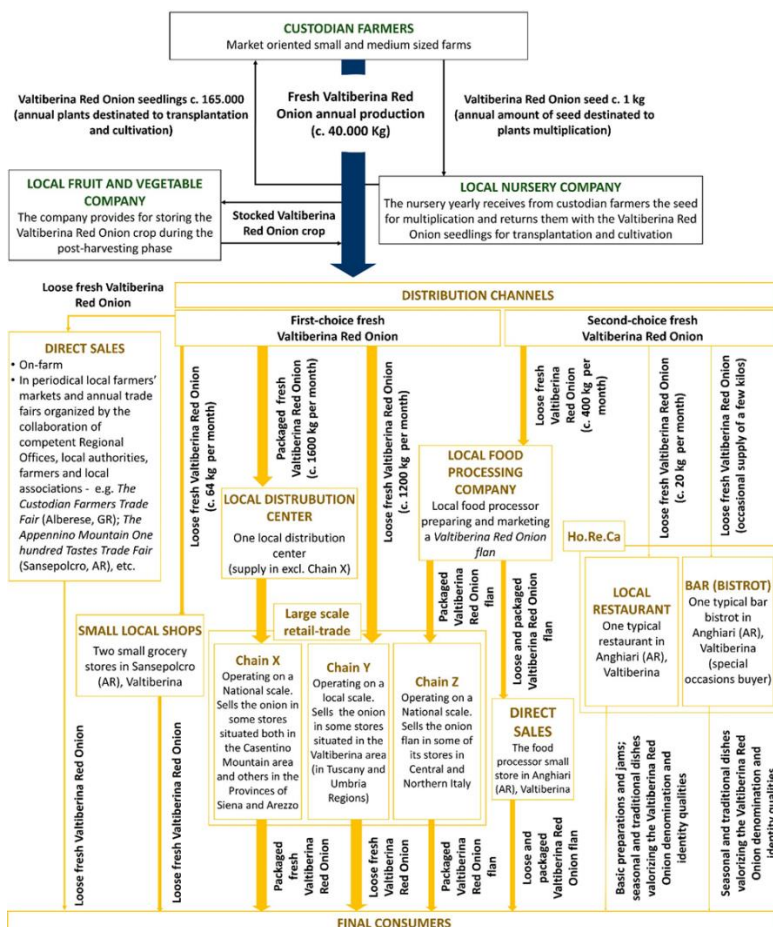 CUSTODIAN FARMERS
Market oriented small and medium sized farms
Valtiberina Red Onion seedlings c. 165.000
(annual plants destinated to transplantation
and cultivation)
Fresh Valtiberina Red
Onion annual production
(c. 40.000 Kg)
Valtiberina Red Onion seed c. 1 kg
(annual amount of seed destinated to
plants multiplication)
LOCAL FRUIT AND VEGETABLE
COMPANY
The company provides for storing the
Valtiberina Red Onion crop during the
post-harvesting phase
Stocked Valtiberina
Red Onion crop
LOCAL NURSERY COMPANY
The nursery yearly receives from custodian farmers the seed
for multiplication and returns them with the Valtiberina Red
Onion seedlings for transplantation and cultivation
Loose fresh Valtiberina
Red Onion
DISTRIBUTION CHANNELS
First-choice fresh
Valtiberina Red Onion
Second-choice fresh
Valtiberina Red Onion
DIRECT SALES
• On-farm
• In periodical local farmers'
markets and annual trade
fairs organized by the
collaboration of
competent Regional
Offices, local authorities,
farmers and local
associations - e.g. The
Custodian Farmers Trade
Fair (Alberese, GR); The
Appennino Mountain One
hundred Tastes Trade Fair
(Sansepolcro, AR), etc.
Loose fresh Valtiberina Red Onion
(c. 64 kg per month)
Packaged fresh
Valtiberina Red Onion
(c. 1600 kg per month)
Loose fresh Valtiberina Red Onion
(c. 1200 kg per month)
Loose fresh
Valtiberina Red
Onion
(c. 400 kg per
month)
Loose fresh Valtiberina Red Onion
(c. 20 kg per month)
Loose fresh Valtiberina Red Onion
(occasional supply of a few kilos)
LOCAL DISTRUBUTION
CENTER
One local distribution
center
(supply in excl. Chain X)
LOCAL FOOD
PROCESSING
COMPANY
Local food processor
preparing and marketing
a Valtiberina Red Onion
flan
Ho.Re.Ca
LOCAL
RESTAURANT
One typical
restaurant in
Anghiari (AR),
Valtiberina
BAR (BISTROT)
One typical bar
bistrot in
Anghiari (AR),
Valtiberina
(special
occasions buyer)
SMALL LOCAL SHOPS
Two small grocery
stores in Sansepolcro
(AR), Valtiberina
Large scale
retail-trade
Packaged
Valtiberina
Red Onion
flan
Loose and packaged
Valtiberina Red Onion
flan
Chain X
Operating on a
National scale.
Sells the onion in
some stores
situated both in
the Casentino
Mountain area
and others in the
Provinces of
Siena and Arezzo
Chain Y
Operating on a
local scale.
Sells the onion
in some stores
situated in the
Valtiberina area
(in Tuscany and
Umbria
Regions)
Chain Z
Operating on a
National scale.
Sells the onion
flan in some of
its stores in
Central and
Northern Italy
DIRECT
SALES
The food
processor small
store in Anghiari
(AR), Valtiberina
Loose fresh Valtiberina Red Onion
Loose fresh Valtiberina Red Onion
Packaged
fresh
Valtiberina
Red Onion
Loose fresh
Valtiberina
Red Onion
Packaged
Valtiberina
Red Onion
flan
Loose and
packaged
Valtiberina Red
Onion flan
Basic preparations and jams;
seasonal and traditional dishes
valorizing the Valtiberina Red
Onion denomination and
identity qualities
Seasonal and traditional dishes
valorizing the Valtiberina Red
Onion denomination and
identity qualities
FINAL CONSUMERS